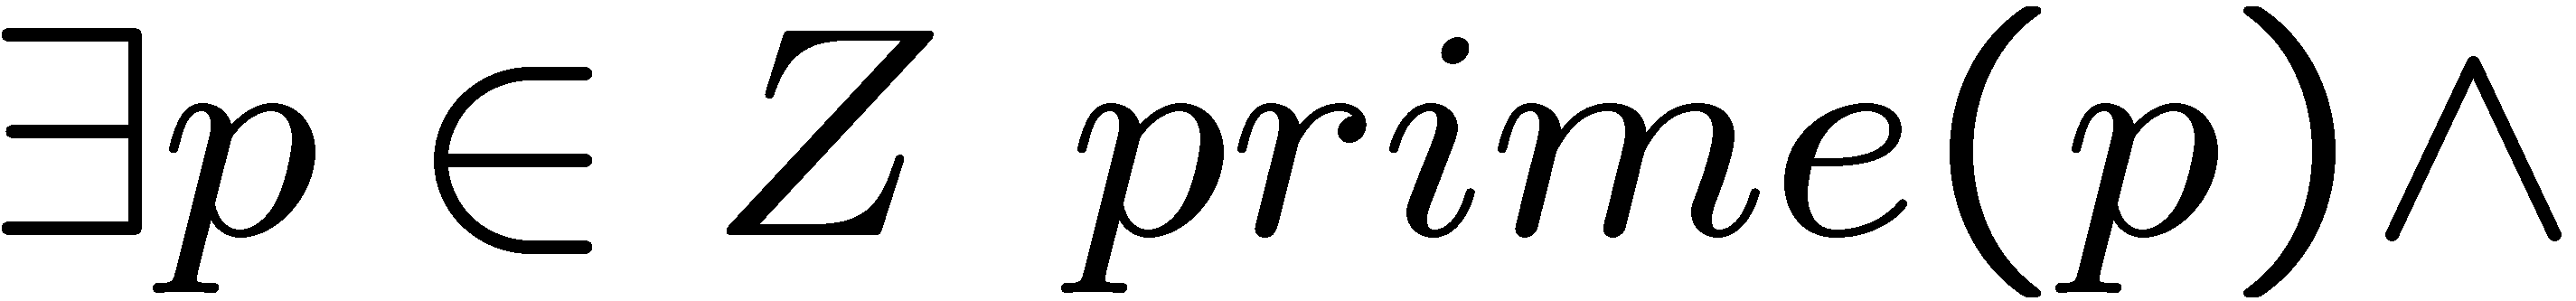 ∃p ∈ Z prime(p)∧